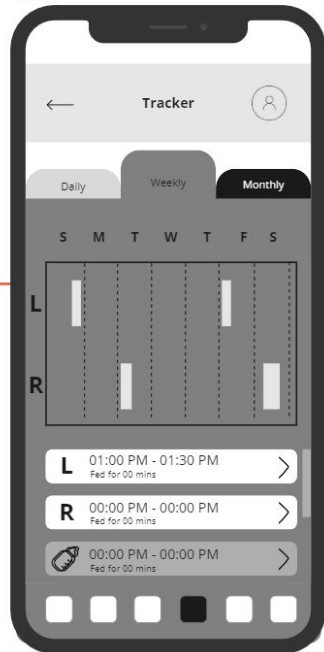 Tracker
Daily Weekly Monthly
S M T W T F S
L
R
L 01:00 PM - 01:30 PM
Fed for 00 mins
R 00:00 PM - 00:00 PM
Fed for 00 mins
00:00 PM - 00:00 PM
Fed for 00 mins